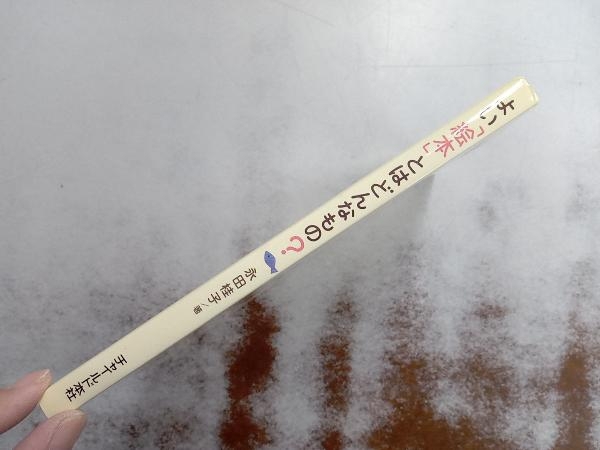 よい「絵本」とはどんなもの?
永田桂子/著
チャイルド本社